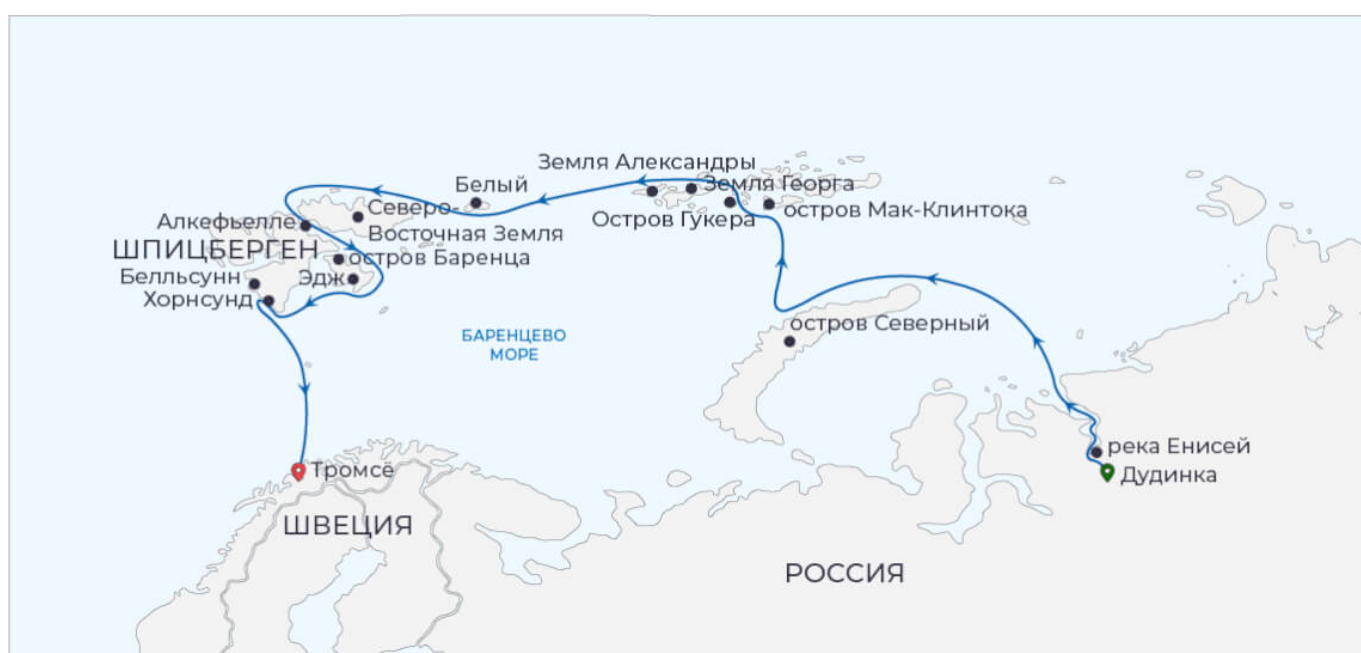 Земля Александры
Белый
Земля Георга
Северо-
Восточная Земля
Остров Гукера
остров Мак-Клинтока
Алкефьелле
ШПИЦБЕРГЕН
остров Баренца
Белльсунн
Эдж
Хорнсунд
остров Северный
БАРЕНЦЕВО
МОРЕ
река Енисей
Тромсё
Дудинка
ШВЕЦИЯ
РОССИЯ